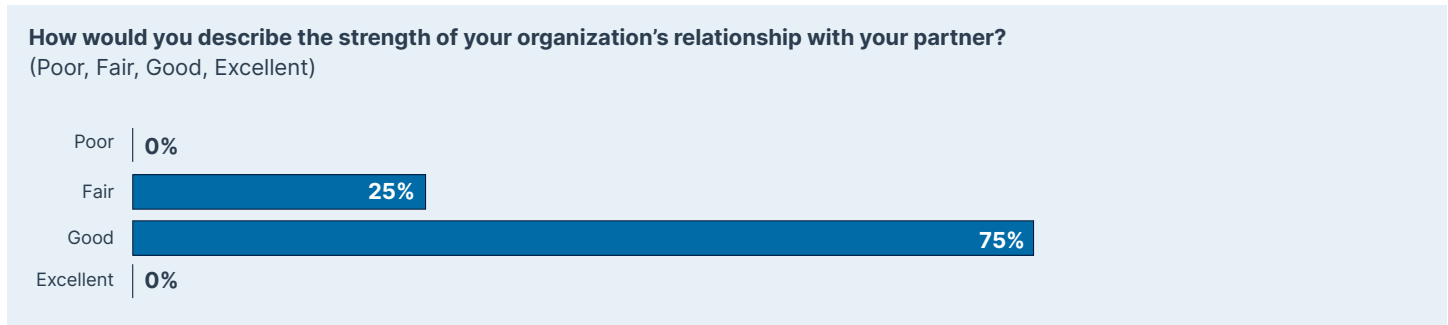 How would you describe the strength of your organization’s relationship with your partner?
(Poor, Fair, Good, Excellent)
Poor 0%
Fair 25%
Good 75%
Excellent 0%